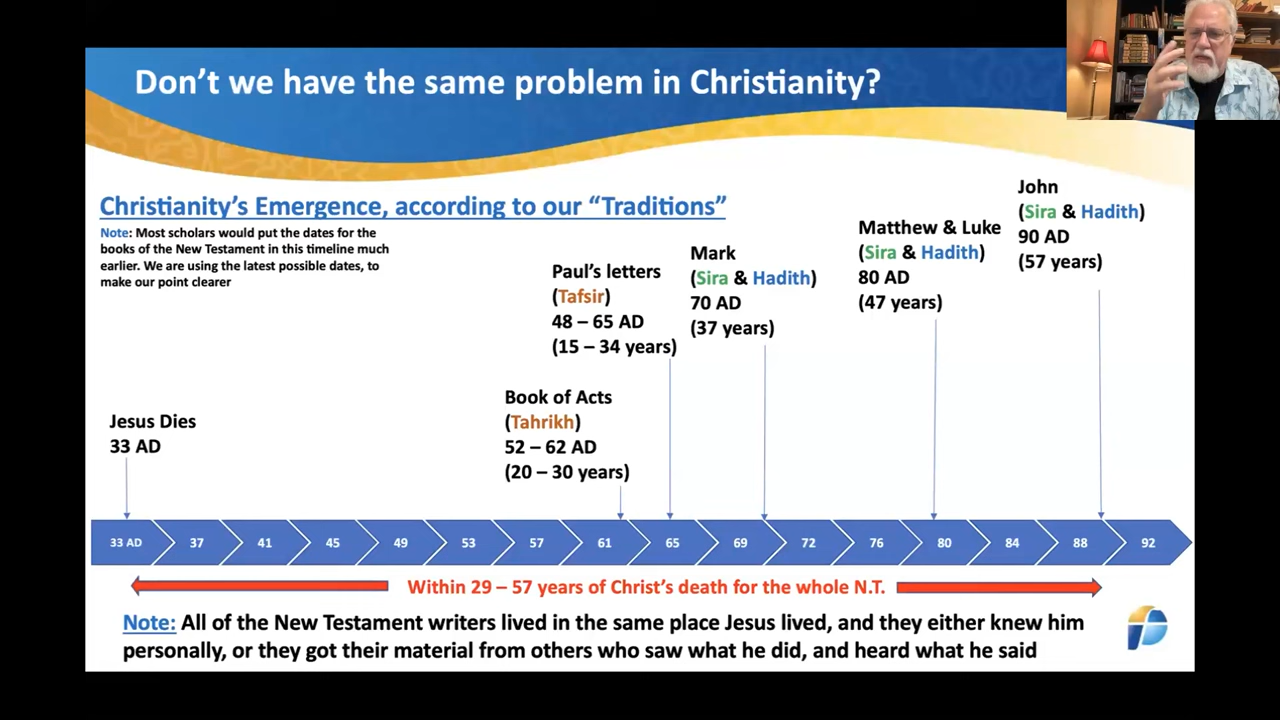 Don't we have the same problem in Christianity?
Christianity's Emergence, according to our "Traditions"
Note: Most scholars would put the dates for the
books of the New Testament in this timeline much
earlier. We are using the latest possible dates, to
make our point clearer
Jesus Dies
33 AD
Book of Acts
(Tahrikh)
52 – 62 AD
(20 – 30 years)
Paul's letters
(Tafsir)
48 – 65 AD
(15 – 34 years)
Mark
(Sira & Hadith)
70 AD
(37 years)
Matthew & Luke
(Sira & Hadith)
80 AD
(47 years)
John
(Sira & Hadith)
90 AD
(57 years)
33 AD 37 41 45 49 53 57 61 65 69 72 76 80 84 88 92
Within 29 – 57 years of Christ's death for the whole N.T.
Note: All of the New Testament writers lived in the same place Jesus lived, and they either knew him
personally, or they got their material from others who saw what he did, and heard what he said